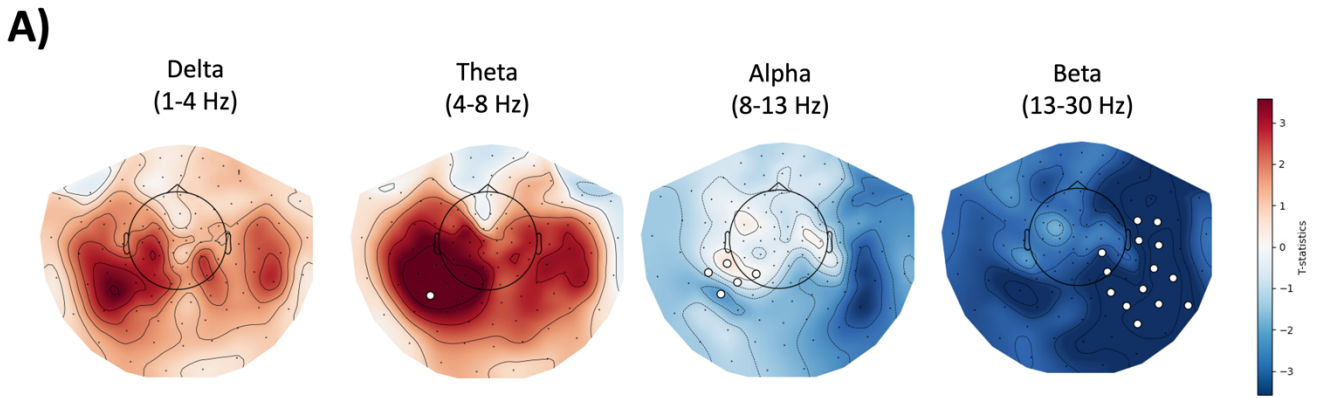 A)
Delta
(1-4 Hz)
Theta
(4-8 Hz)
Alpha
(8-13 Hz)
Beta
(13-30 Hz)
3
2
1
0
−1
−2
−3
T-statistics